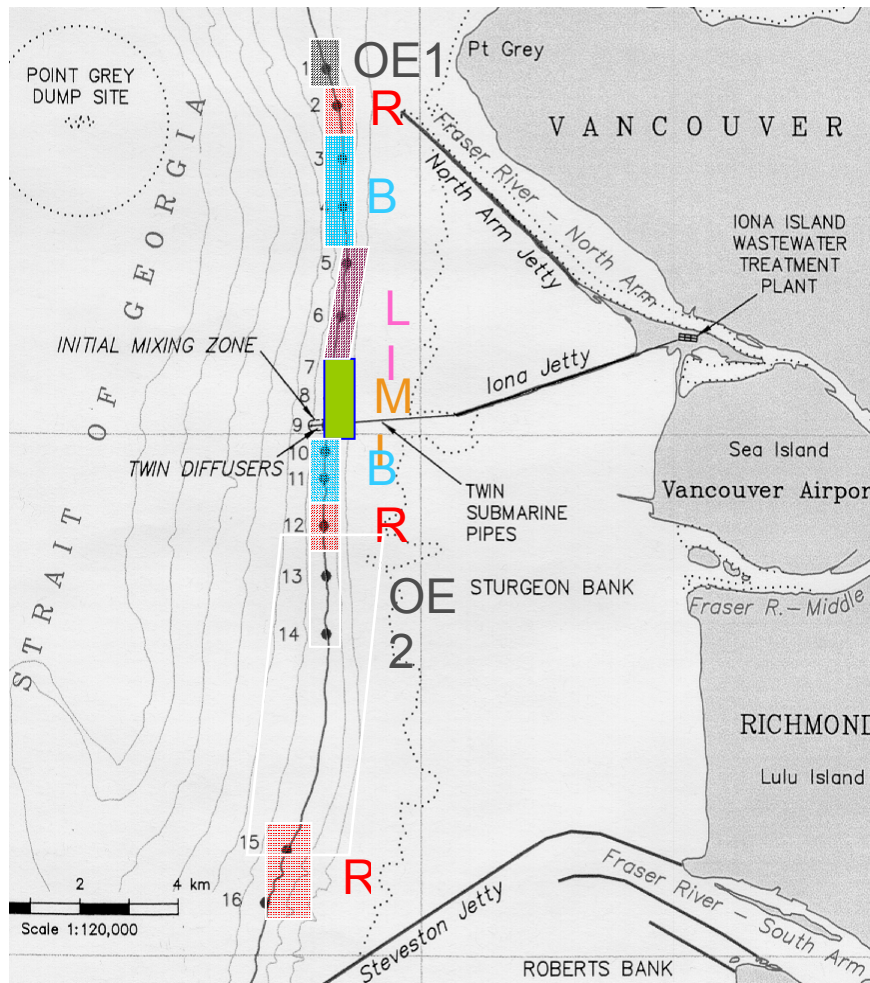 Pt Grey
OE1
1
POINT GREY
DUMP SITE
2
R
VANCOUVER
Fraser River – North Arm
North Arm Jetty
3
B
4
STRAIT OF GEORGIA
IONA ISLAND
WASTEWATER
TREATMENT
PLANT
5
L
6
INITIAL MIXING ZONE
I
7
Iona Jetty
8
M
9
I
10
B
TWIN DIFFUSERS
11
Sea Island
TWIN
SUBMARINE
PIPES
Vancouver Airpor
12
R
13
STURGEON BANK
OE
2
Fraser R.–Middle
14
RICHMOND
Lulu Island
15
R
2 4 km
16
Scale 1:120,000
Steveston Jetty
Fraser River – South Arm
ROBERTS BANK